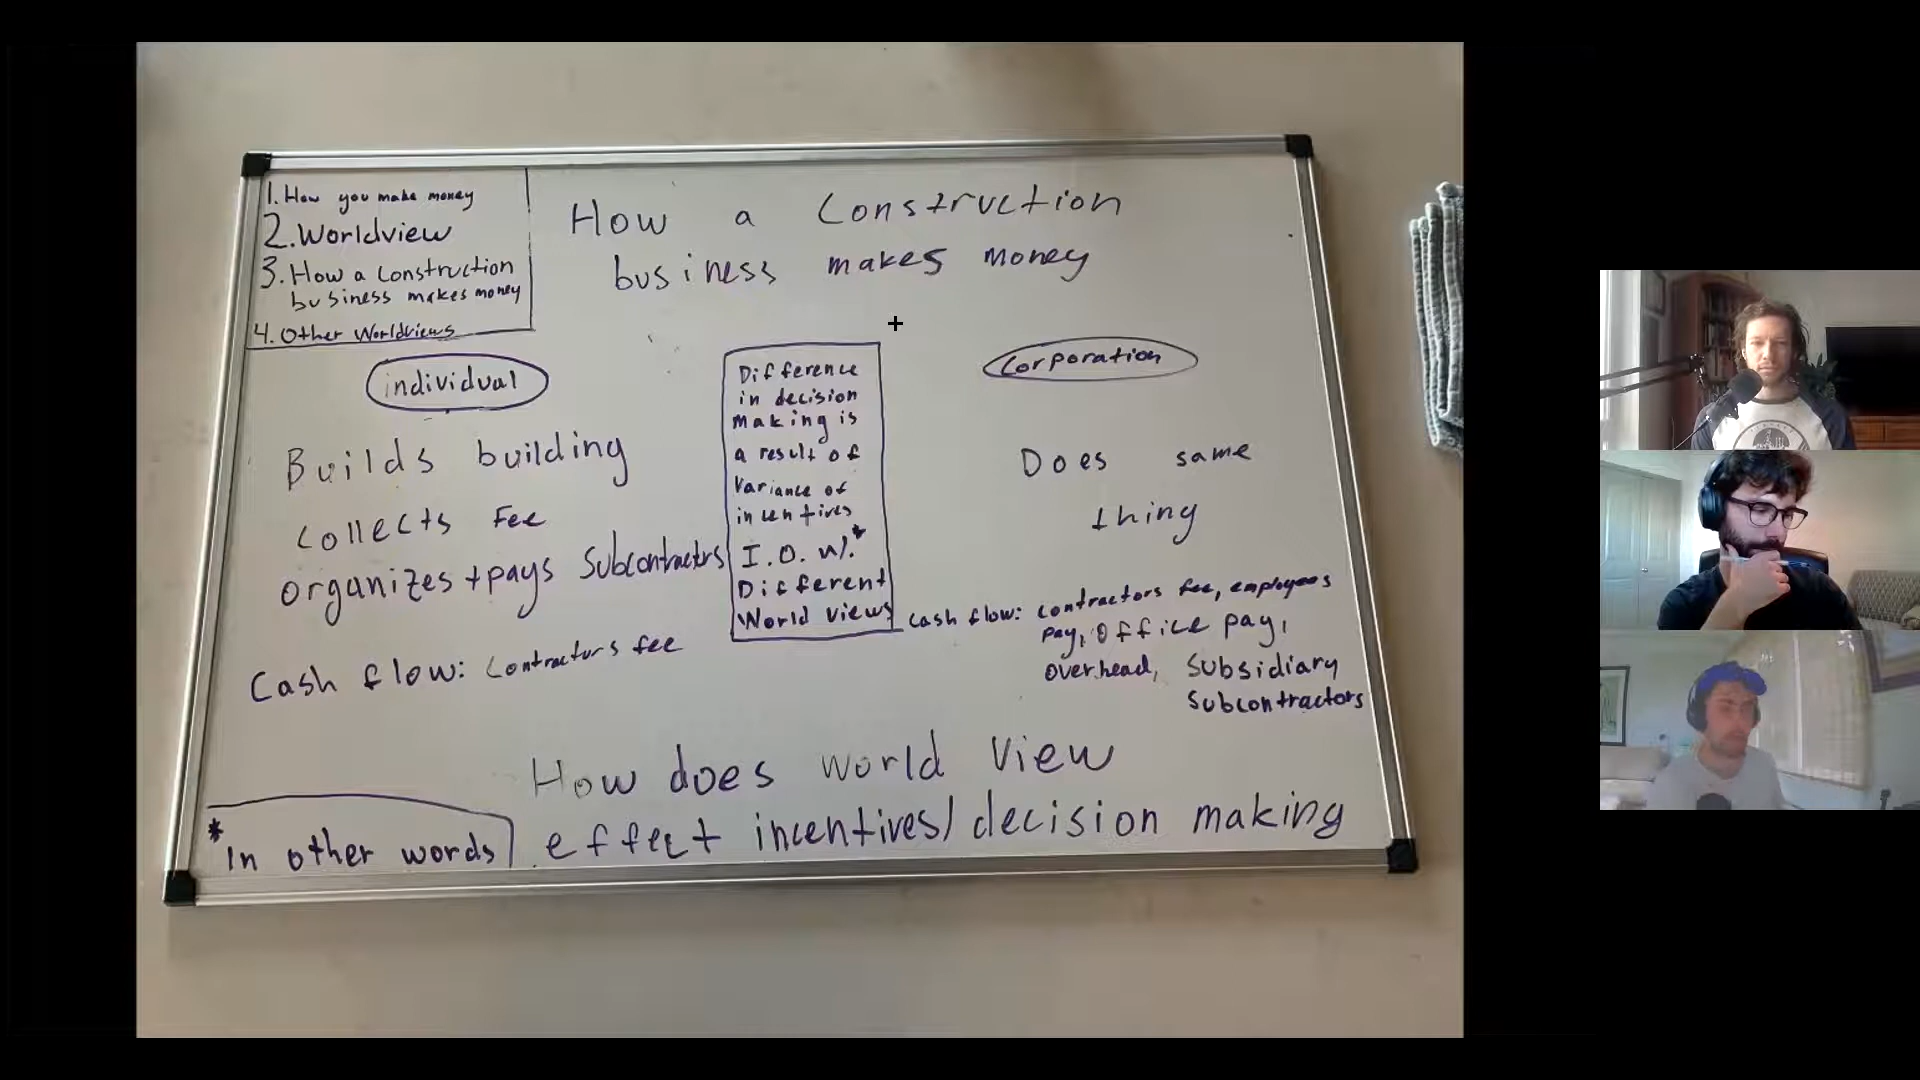 1. How you make money
2. Worldview
3. How a construction
business makes money
4. Other Worldviews
How a Construction
business makes money
individual
Builds building
collects Fee
organizes + pays Subcontractors
Cash flow: Contractors fee
Difference
in decision
making is
a result of
Variance of
incentives
I.O.W.*
Different
World views
Corporation
Does same
thing
cash flow: contractors fee, employees
pay, office pay,
overhead, Subsidiary
Subcontractors
How does world view
effect incentives/decision making
*In other words